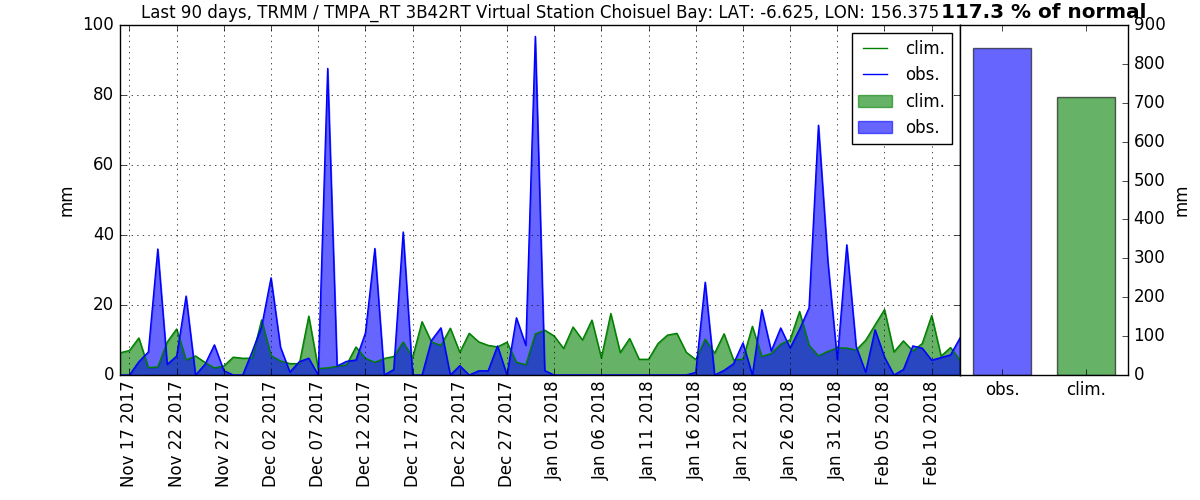 Last 90 days, TRMM / TMPA_RT 3B42RT Virtual Station Choisuel Bay: LAT: -6.625, LON: 156.375 117.3 % of normal
100
80
60
40
20
0
mm
clim.
obs.
clim.
obs.
900
800
700
600
500
400
300
200
100
0
mm
obs.
clim.
Nov 17 2017
Nov 22 2017
Nov 27 2017
Dec 02 2017
Dec 07 2017
Dec 12 2017
Dec 17 2017
Dec 22 2017
Dec 27 2017
Jan 01 2018
Jan 06 2018
Jan 11 2018
Jan 16 2018
Jan 21 2018
Jan 26 2018
Jan 31 2018
Feb 05 2018
Feb 10 2018